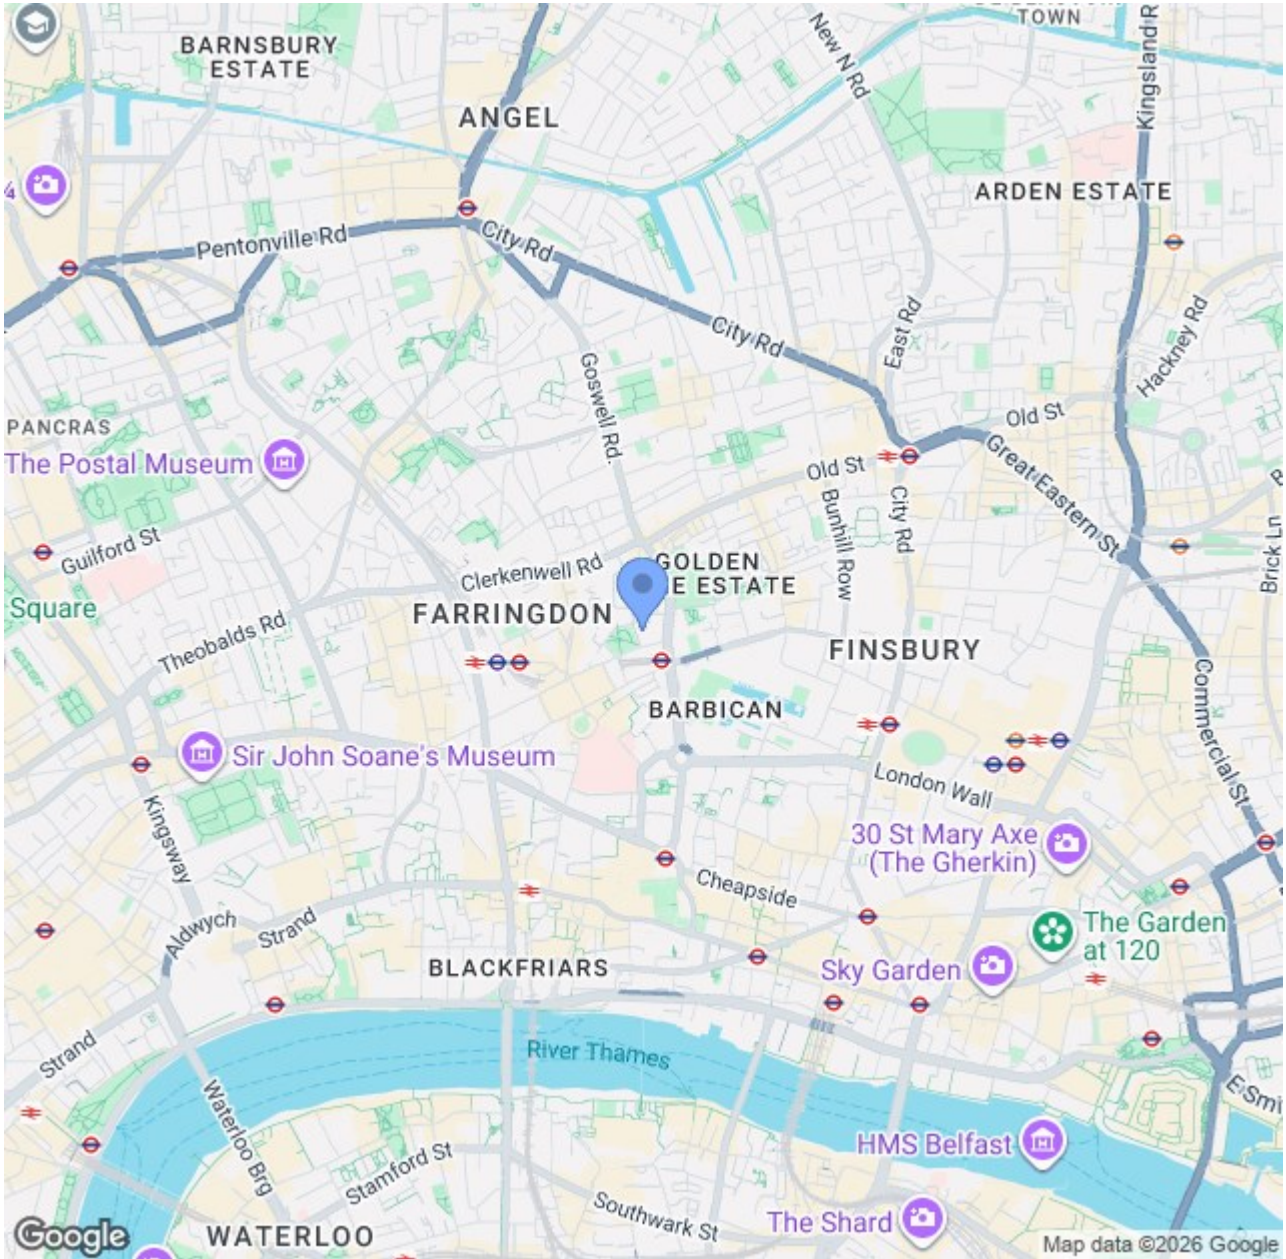 TOWN
BARNSBURY
ESTATE
New N Rd
Kingsland R
ANGEL
ARDEN ESTATE
Pentonville Rd
City Rd
City Rd
East Rd
Hackney Rd
Goswell Rd.
Old St
PANCRAS
The Postal Museum
Old St
Great Eastern St
Bunhill Row
City Rd
Guilford St
Clerkenwell Rd
GOLDEN
E ESTATE
Brick Ln
Square
FARRINGDON
Theobalds Rd
FINSBURY
BARBICAN
Commercial St
Sir John Soane's Museum
London Wall
Kingsway
30 St Mary Axe
(The Gherkin)
Cheapside
Aldwych
Strand
The Garden
at 120
BLACKFRIARS
Sky Garden
Strand
River Thames
E Smi
Waterloo Brg
HMS Belfast
Stamford St
Southwark St
The Shard
WATERLOO
Google
Map data ©2026 Google